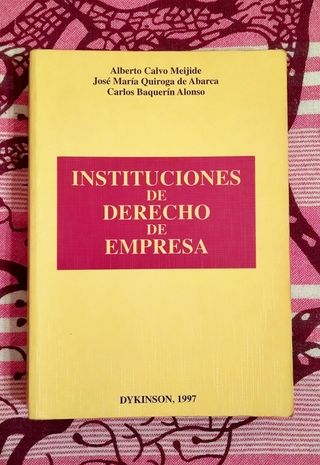 Alberto Calvo Meijide
José María Quiroga de Abarca
Carlos Baquerín Alonso
INSTITUCIONES
DE
DERECHO
DE
EMPRESA
DYKINSON, 1997